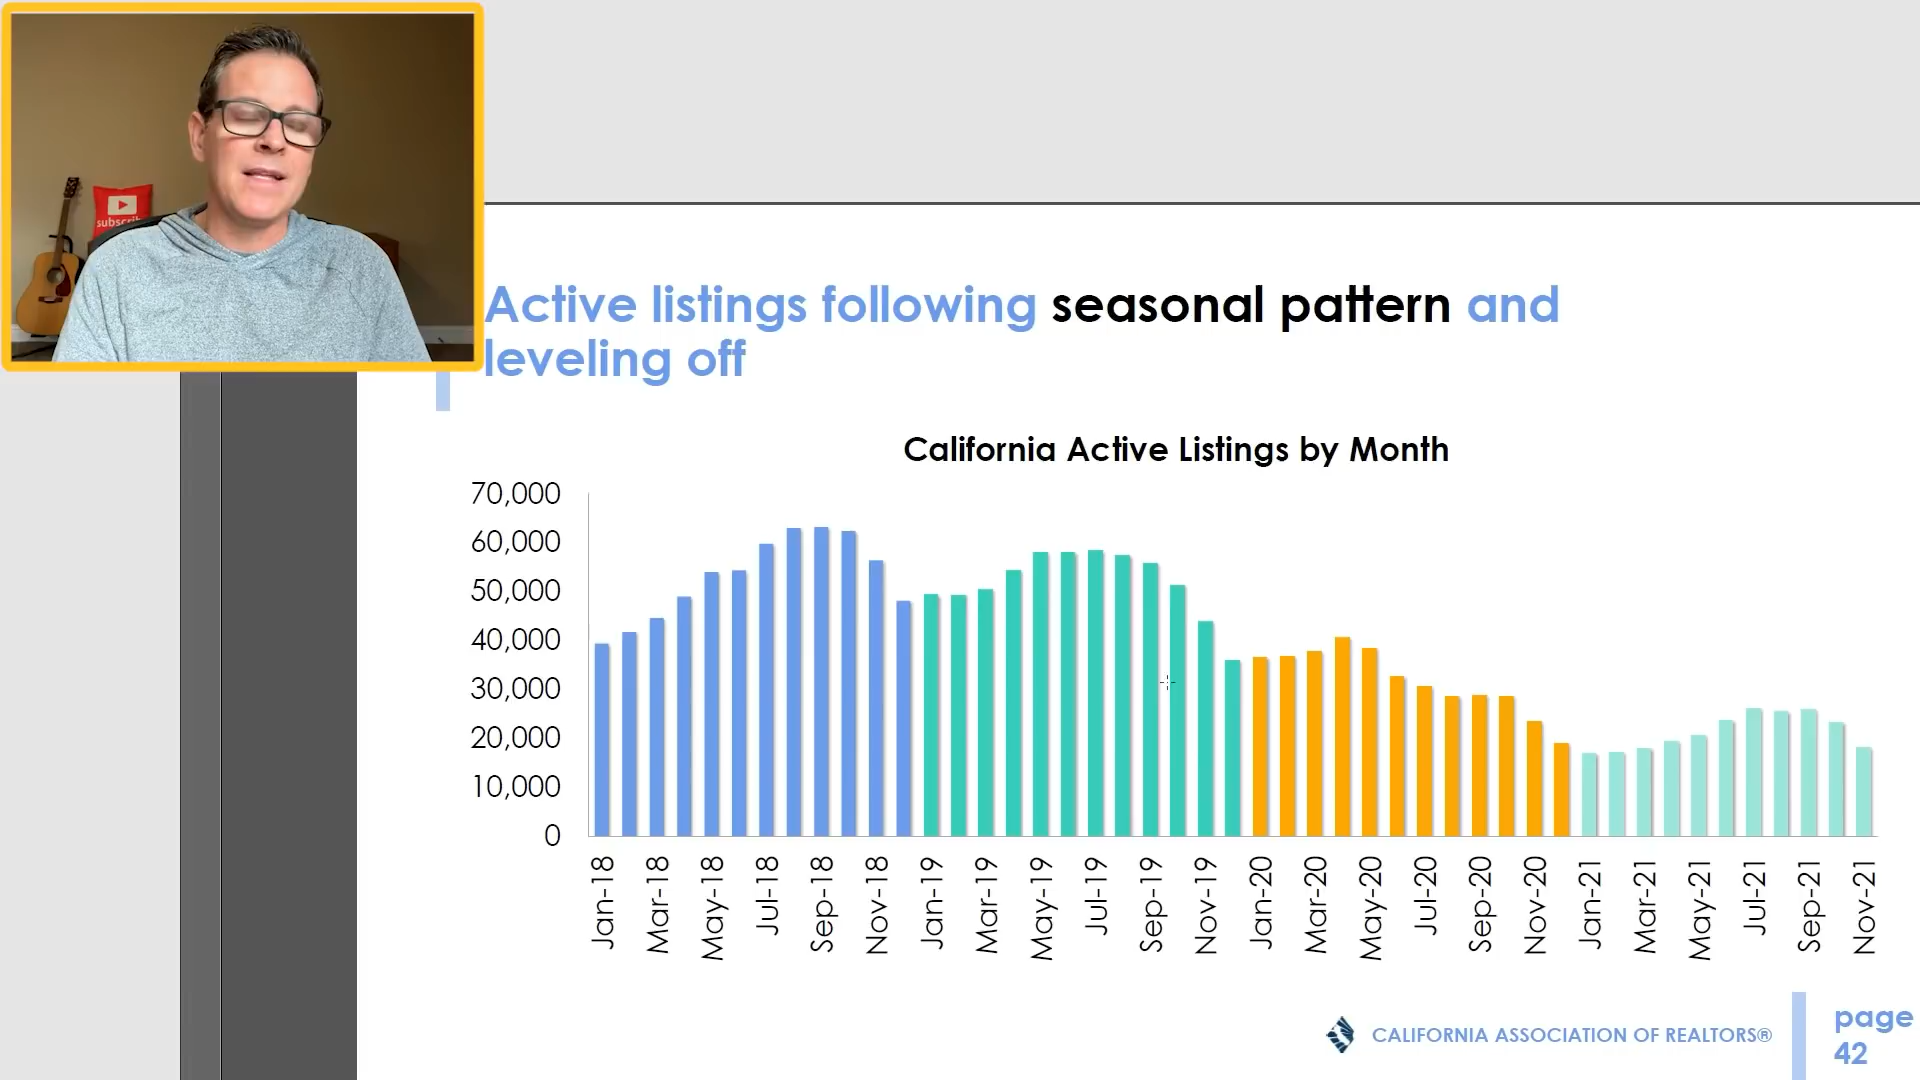 subscrib
Active listings following seasonal pattern and
leveling off
California Active Listings by Month
70,000
60,000
50,000
40,000
30,000
20,000
10,000
0
Jan-18
Mar-18
May-18
Jul-18
Sep-18
Nov-18
Jan-19
Mar-19
May-19
Jul-19
Sep-19
Nov-19
Jan-20
Mar-20
May-20
Jul-20
Sep-20
Nov-20
Jan-21
Mar-21
May-21
Jul-21
Sep-21
Nov-21
CALIFORNIA ASSOCIATION OF REALTORS®
page
42